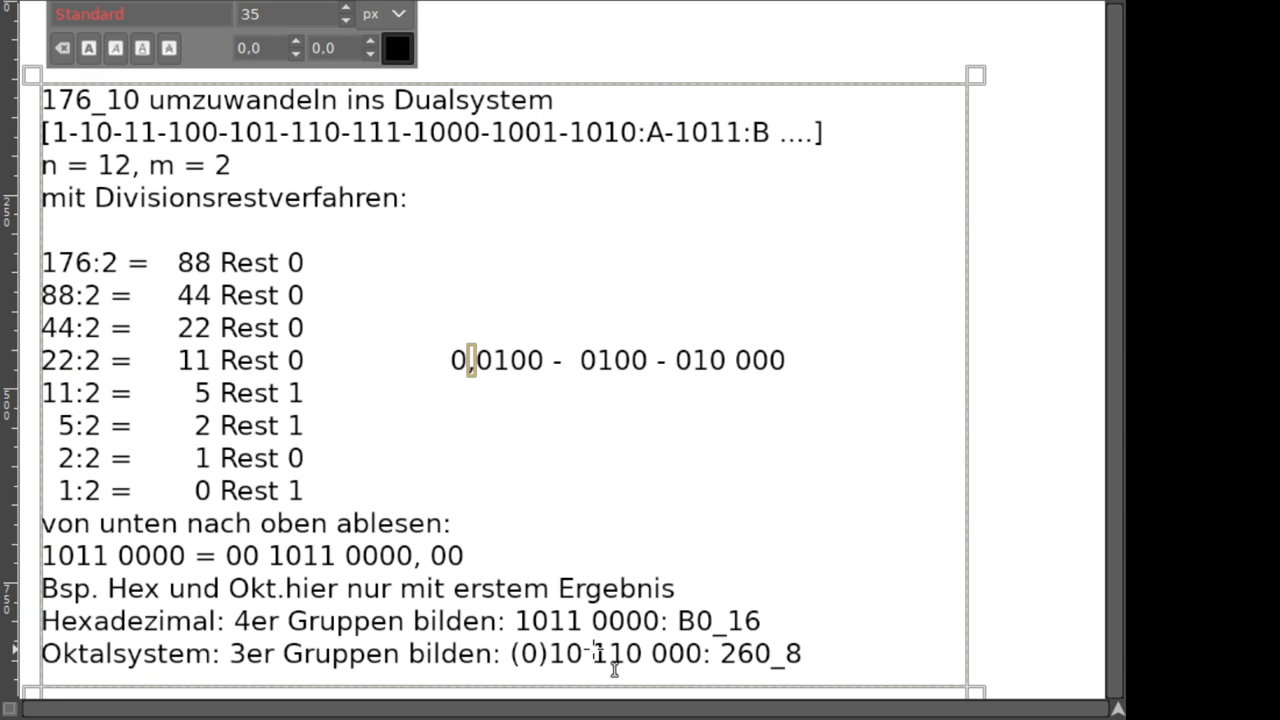 Standard 35 px
0,0 0,0
176_10 umzuwandeln ins Dualsystem
[1-10-11-100-101-110-111-1000-1001-1010:A-1011:B ....]
n = 12, m = 2
mit Divisionsrestverfahren:
176:2 = 88 Rest 0
88:2 = 44 Rest 0
44:2 = 22 Rest 0
22:2 = 11 Rest 0 0,0100 - 0100 - 010 000
11:2 = 5 Rest 1
5:2 = 2 Rest 1
2:2 = 1 Rest 0
1:2 = 0 Rest 1
von unten nach oben ablesen:
1011 0000 = 00 1011 0000, 00
Bsp. Hex und Okt.hier nur mit erstem Ergebnis
Hexadezimal: 4er Gruppen bilden: 1011 0000: B0_16
Oktalsystem: 3er Gruppen bilden: (0)10 110 000: 260_8
0
250
500
750